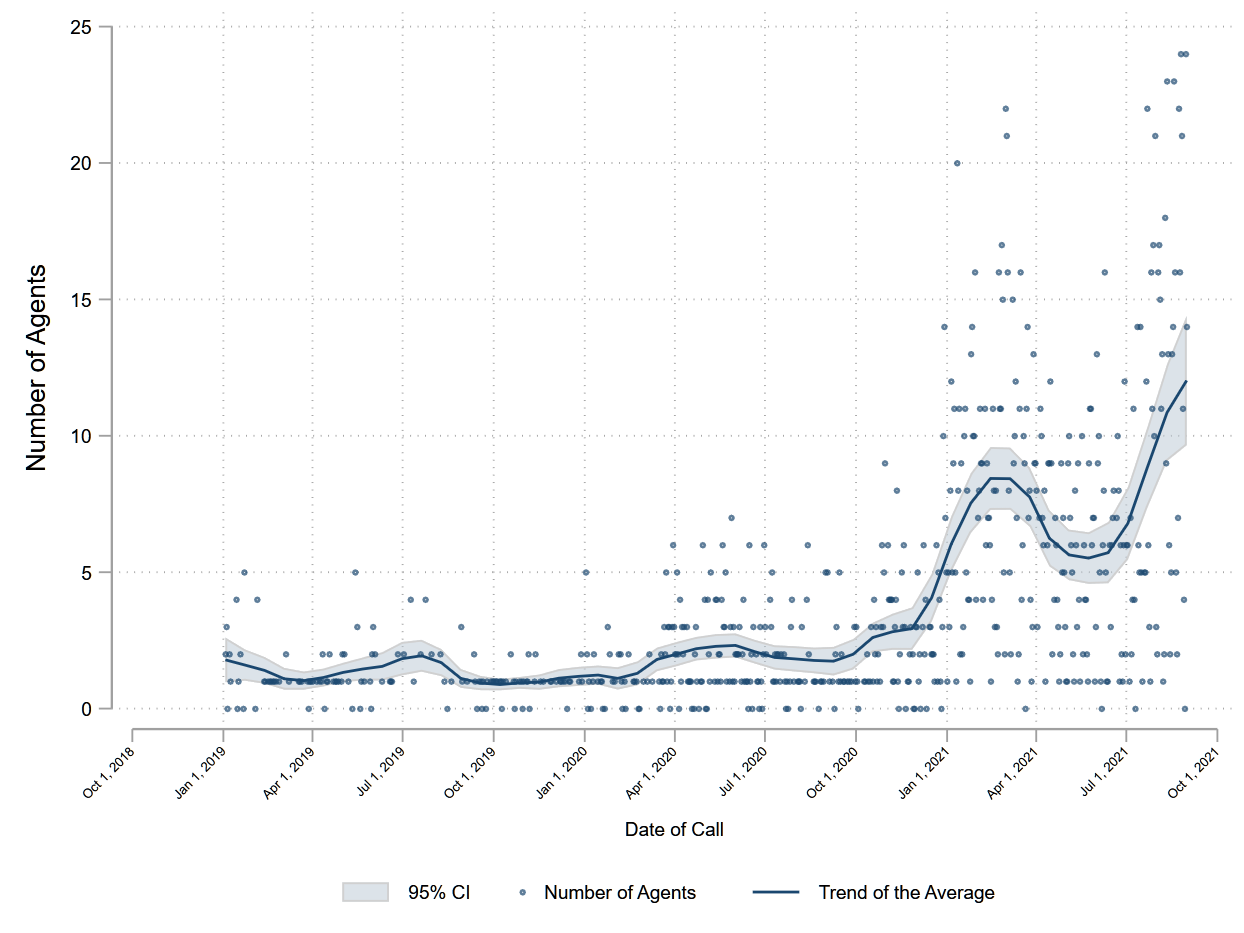 25
20
15
10
5
0
Number of Agents
Oct 1, 2018
Jan 1, 2019
Apr 1, 2019
Jul 1, 2019
Oct 1, 2019
Jan 1, 2020
Apr 1, 2020
Jul 1, 2020
Oct 1, 2020
Jan 1, 2021
Apr 1, 2021
Jul 1, 2021
Oct 1, 2021
Date of Call
95% CI
Number of Agents
Trend of the Average